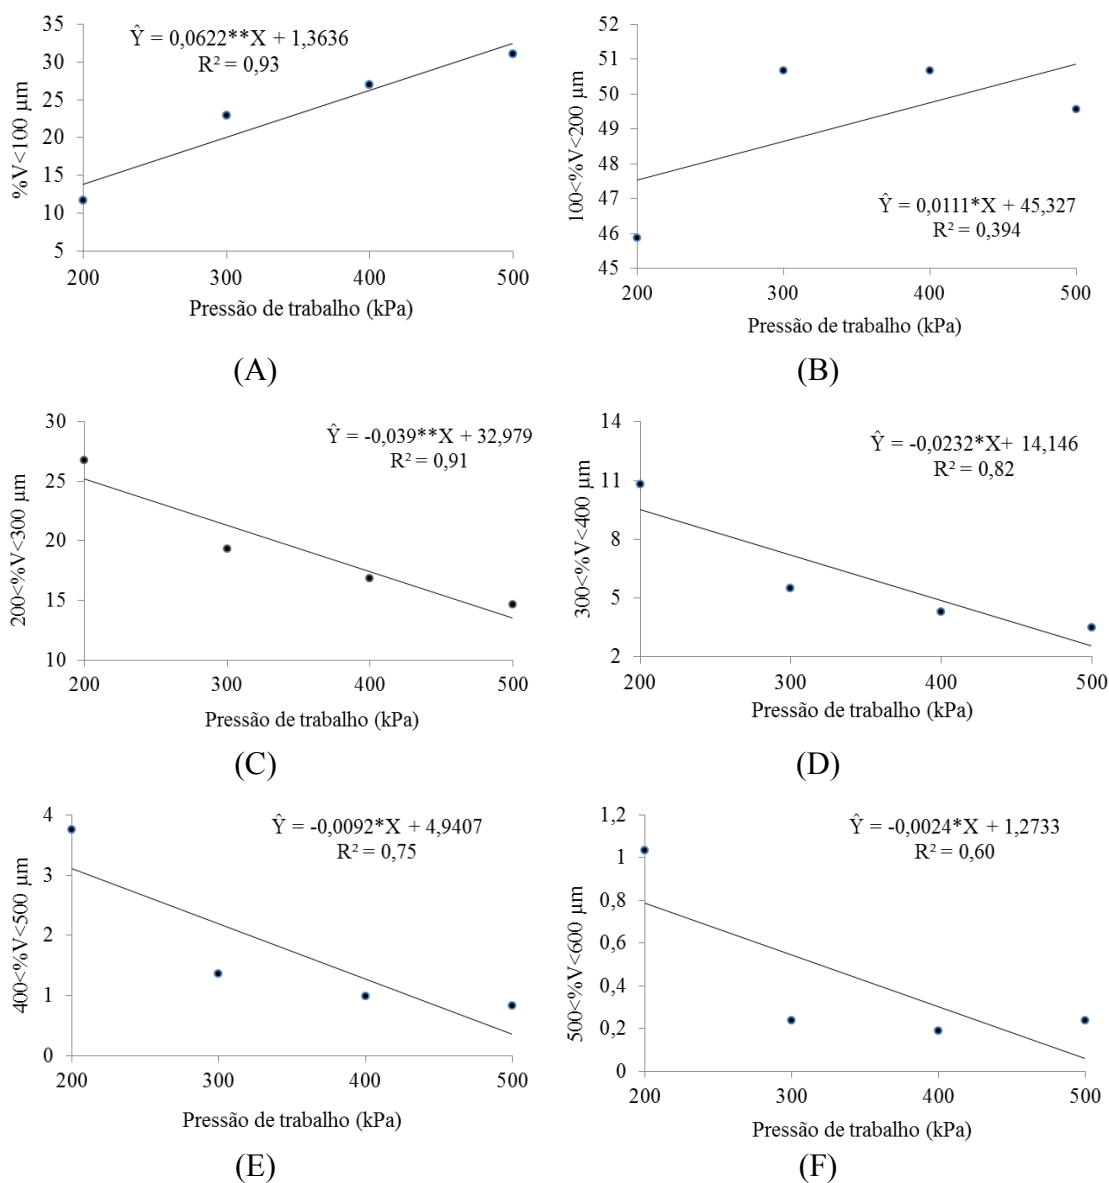 Ŷ = 0,0622**X + 1,3636
R² = 0,93
%V<100 µm
35
30
25
20
15
10
5
200 300 400 500
Pressão de trabalho (kPa)
(A)
Ŷ = 0,0111*X + 45,327
R² = 0,394
100<%V<200 µm
52
51
50
49
48
47
46
45
200 300 400 500
Pressão de trabalho (kPa)
(B)
Ŷ = -0,039**X + 32,979
R² = 0,91
200<%V<300 µm
30
25
20
15
10
200 300 400 500
Pressão de trabalho (kPa)
(C)
Ŷ = -0,0232*X+ 14,146
R² = 0,82
300<%V<400 µm
14
11
8
5
2
200 300 400 500
Pressão de trabalho (kPa)
(D)
Ŷ = -0,0092*X + 4,9407
R² = 0,75
400<%V<500 µm
4
3
2
1
0
200 300 400 500
Pressão de trabalho (kPa)
(E)
Ŷ = -0,0024*X + 1,2733
R² = 0,60
500<%V<600 µm
1,2
1
0,8
0,6
0,4
0,2
0
200 300 400 500
Pressão de trabalho (kPa)
(F)